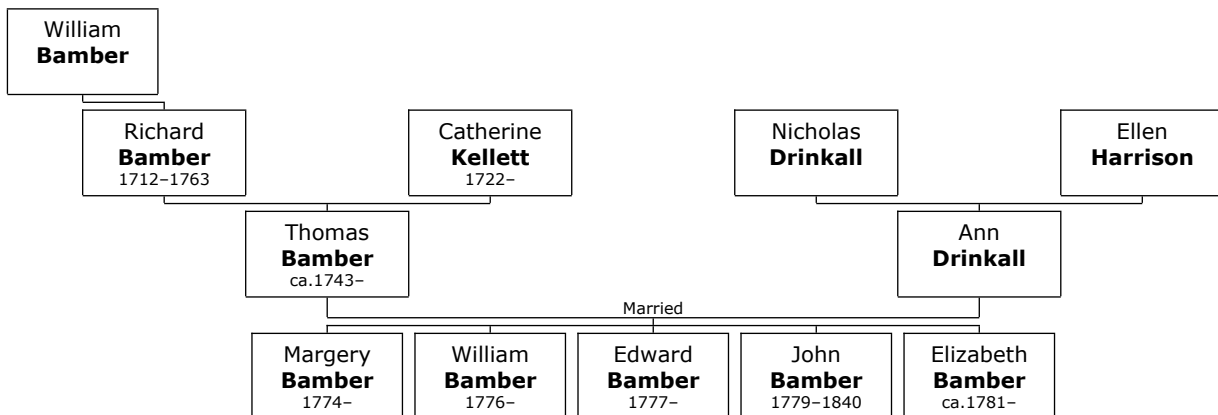 William
Bamber
Richard
Bamber
1712–1763
Catherine
Kellett
1722–
Nicholas
Drinkall
Ellen
Harrison
Thomas
Bamber
ca.1743–
Ann
Drinkall
Married
Margery
Bamber
1774–
William
Bamber
1776–
Edward
Bamber
1777–
John
Bamber
1779–1840
Elizabeth
Bamber
ca.1781–